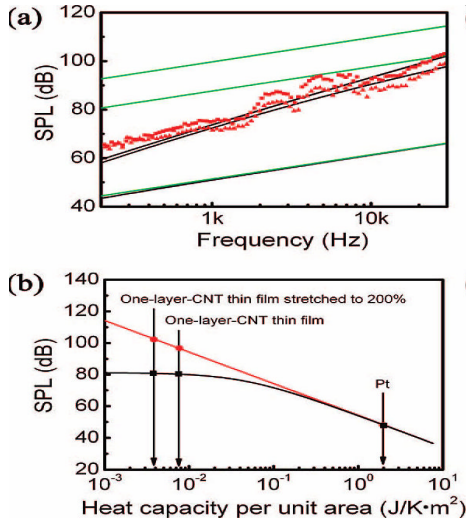 (a)
120
100
80
60
40
SPL (dB)
1k
10k
Frequency (Hz)
(b)
140
120
100
80
60
40
20
SPL (dB)
One-layer-CNT thin film stretched to 200%
One-layer-CNT thin film
Pt
10⁻³
10⁻²
10⁻¹
10⁰
10¹
Heat capacity per unit area (J/K·m²)